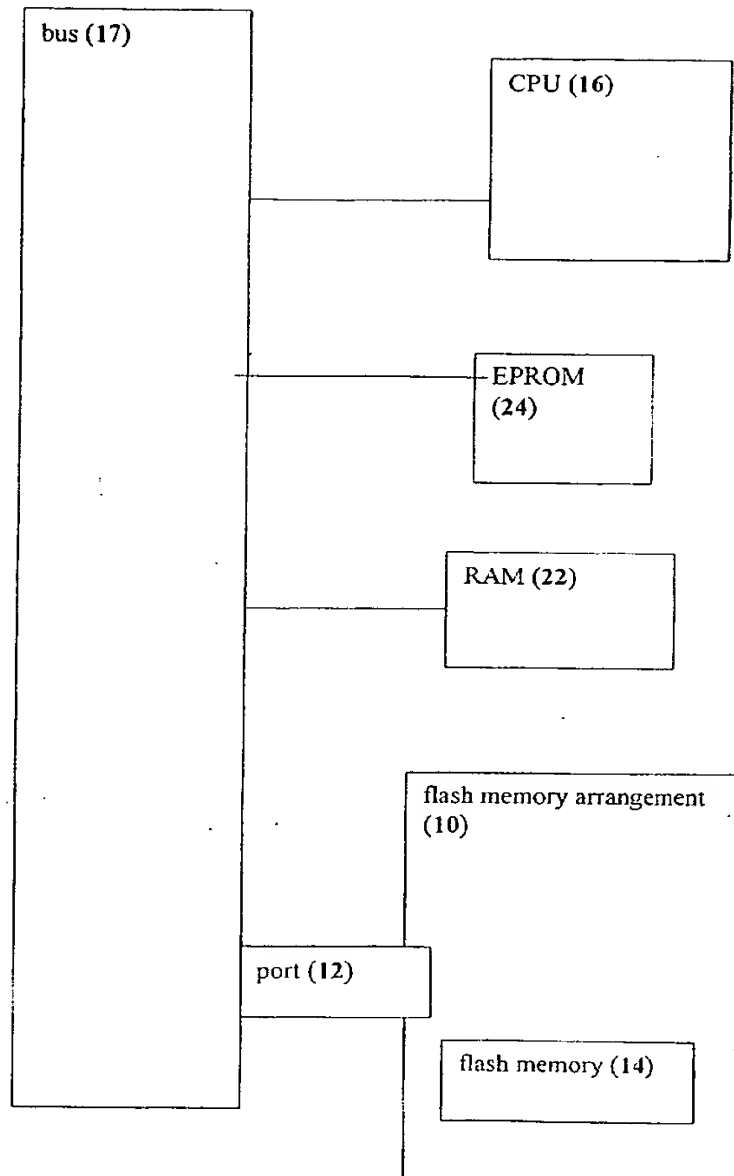 bus (17)
CPU (16)
EPROM
(24)
RAM (22)
flash memory arrangement
(10)
port (12)
flash memory (14)